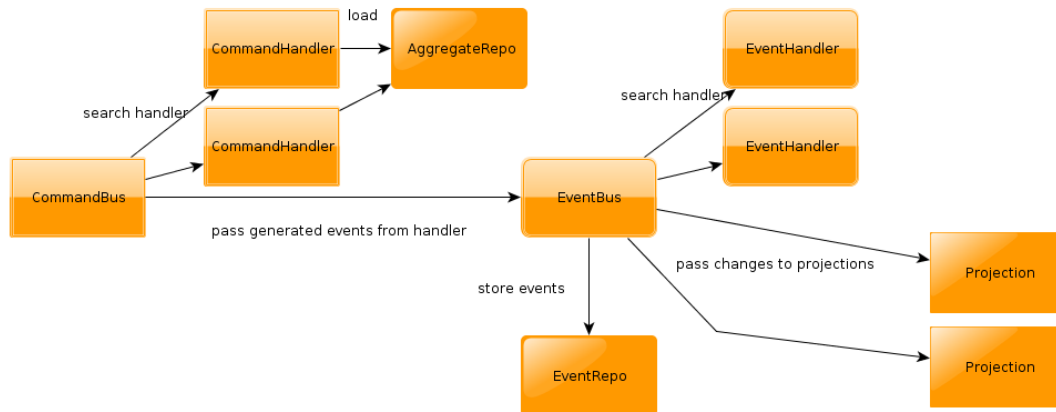 load
CommandHandler
AggregateRepo
EventHandler
search handler
search handler
CommandHandler
EventHandler
CommandBus
EventBus
pass generated events from handler
pass changes to projections
Projection
store events
Projection
EventRepo